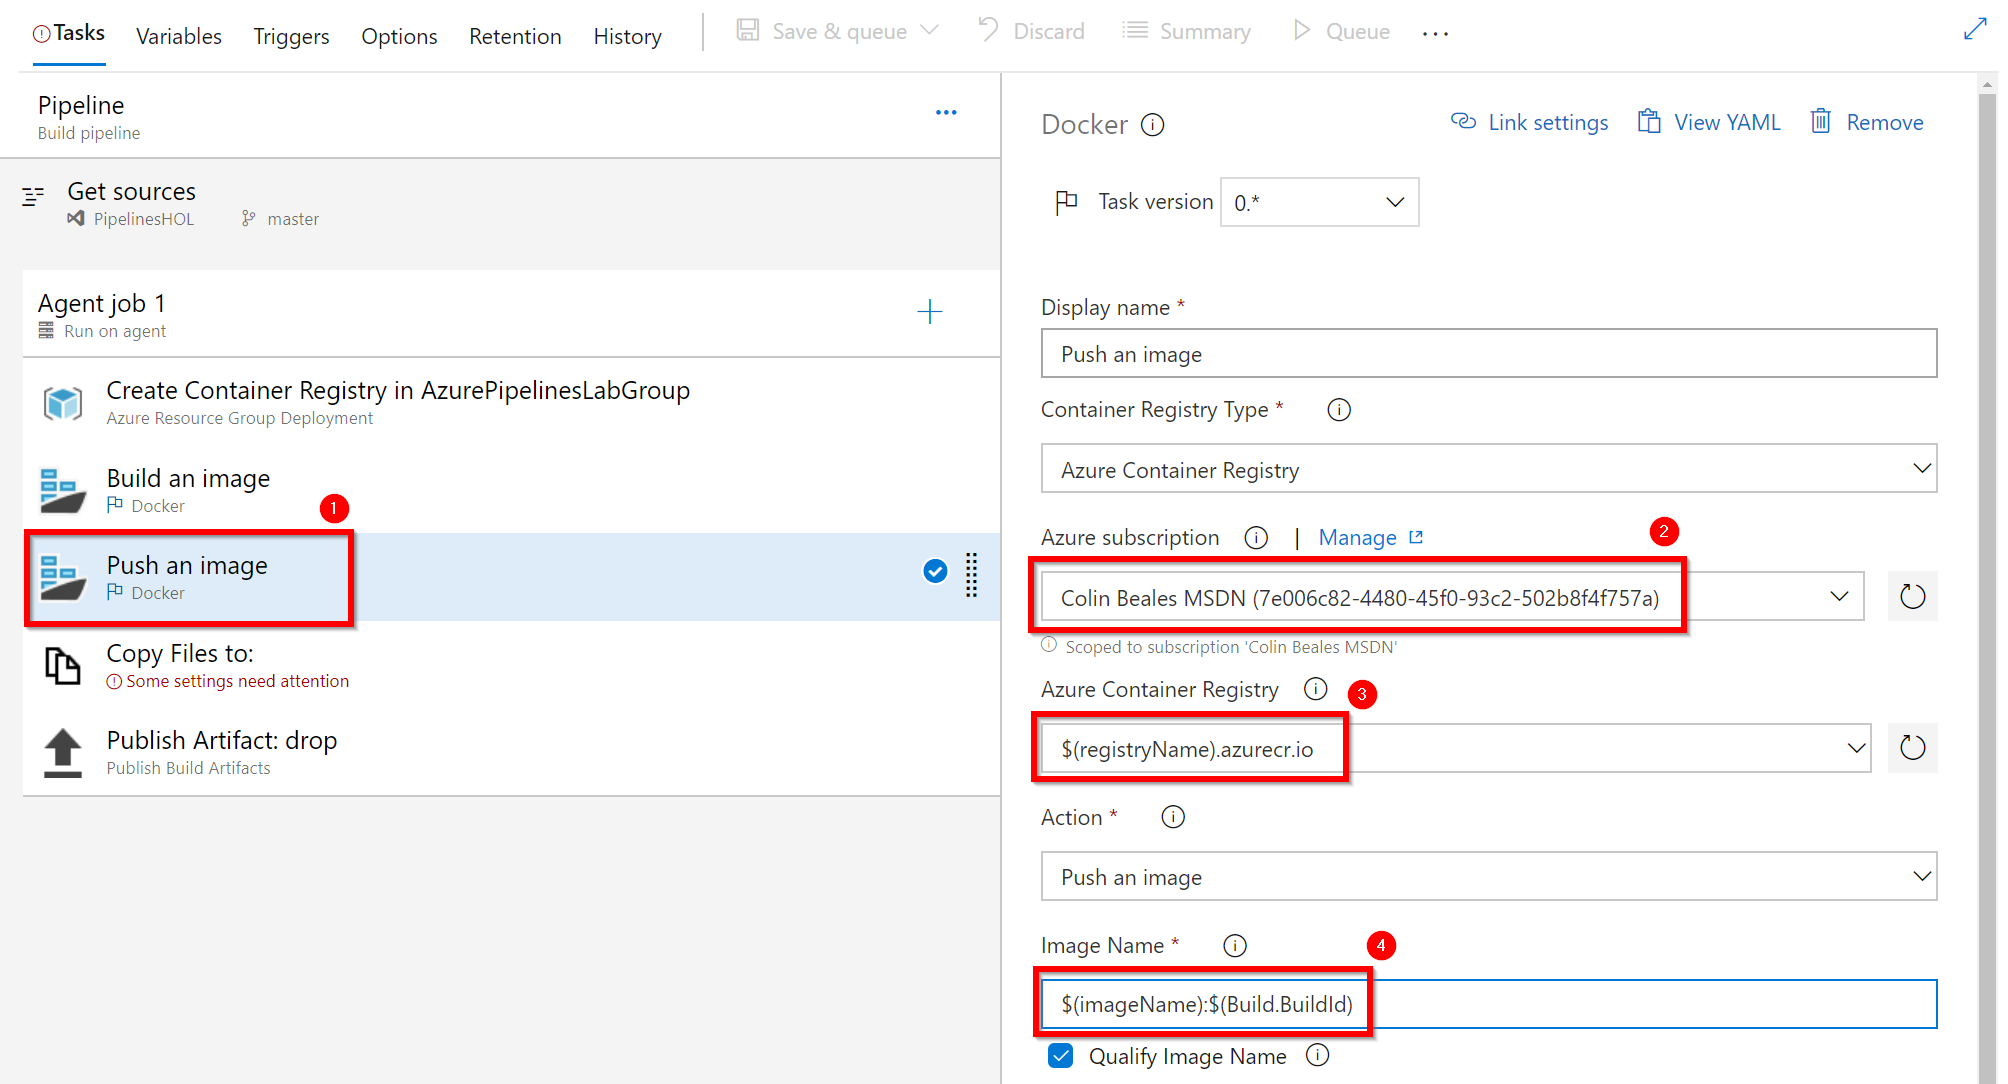 Tasks Variables Triggers Options Retention History Save & queue Discard Summary Queue ...
Pipeline
Build pipeline
Get sources
PipelinesHOL master
Agent job 1
Run on agent
Create Container Registry in AzurePipelinesLabGroup
Azure Resource Group Deployment
Build an image
Docker
1
Push an image
Docker
Copy Files to:
Some settings need attention
Publish Artifact: drop
Publish Build Artifacts
Docker Link settings View YAML Remove
Task version 0.*
Display name *
Push an image
Container Registry Type *
Azure Container Registry
Azure subscription | Manage
2
Colin Beales MSDN (7e006c82-4480-45f0-93c2-502b8f4f757a)
Scoped to subscription 'Colin Beales MSDN'
Azure Container Registry
3
$(registryName).azurecr.io
Action *
Push an image
Image Name *
4
$(imageName):$(Build.BuildId)
Qualify Image Name